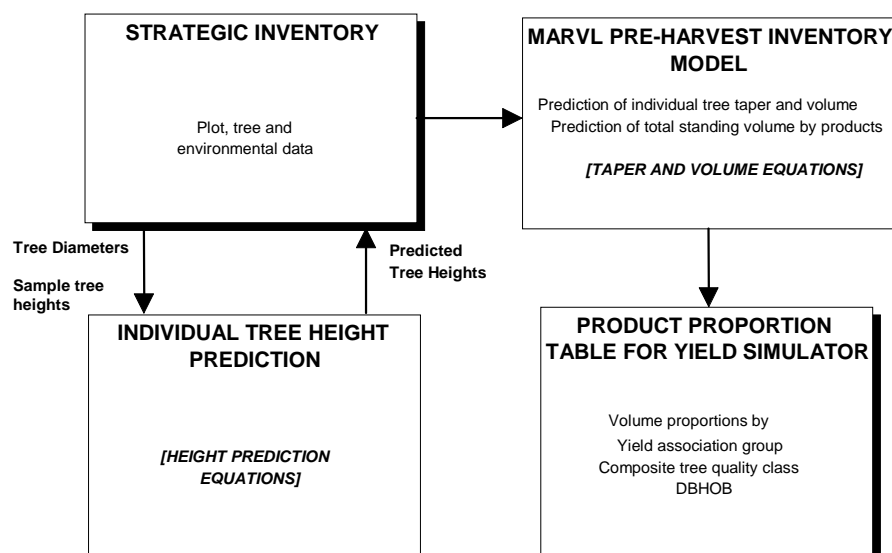 STRATEGIC INVENTORY
Plot, tree and
environmental data
MARVL PRE-HARVEST INVENTORY
MODEL
Prediction of individual tree taper and volume
Prediction of total standing volume by products
[TAPER AND VOLUME EQUATIONS]
Tree Diameters
Sample tree
heights
Predicted
Tree Heights
INDIVIDUAL TREE HEIGHT
PREDICTION
[HEIGHT PREDICTION
EQUATIONS]
PRODUCT PROPORTION
TABLE FOR YIELD SIMULATOR
Volume proportions by
Yield association group
Composite tree quality class
DBHOB